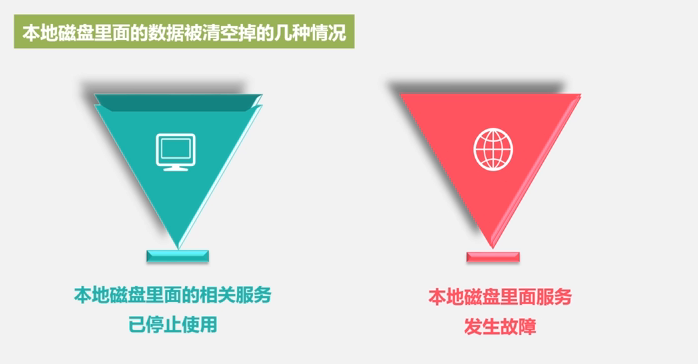 本地磁盘里面的数据被清空掉的几种情况
本地磁盘里面的相关服务
已停止使用
本地磁盘里面服务
发生故障